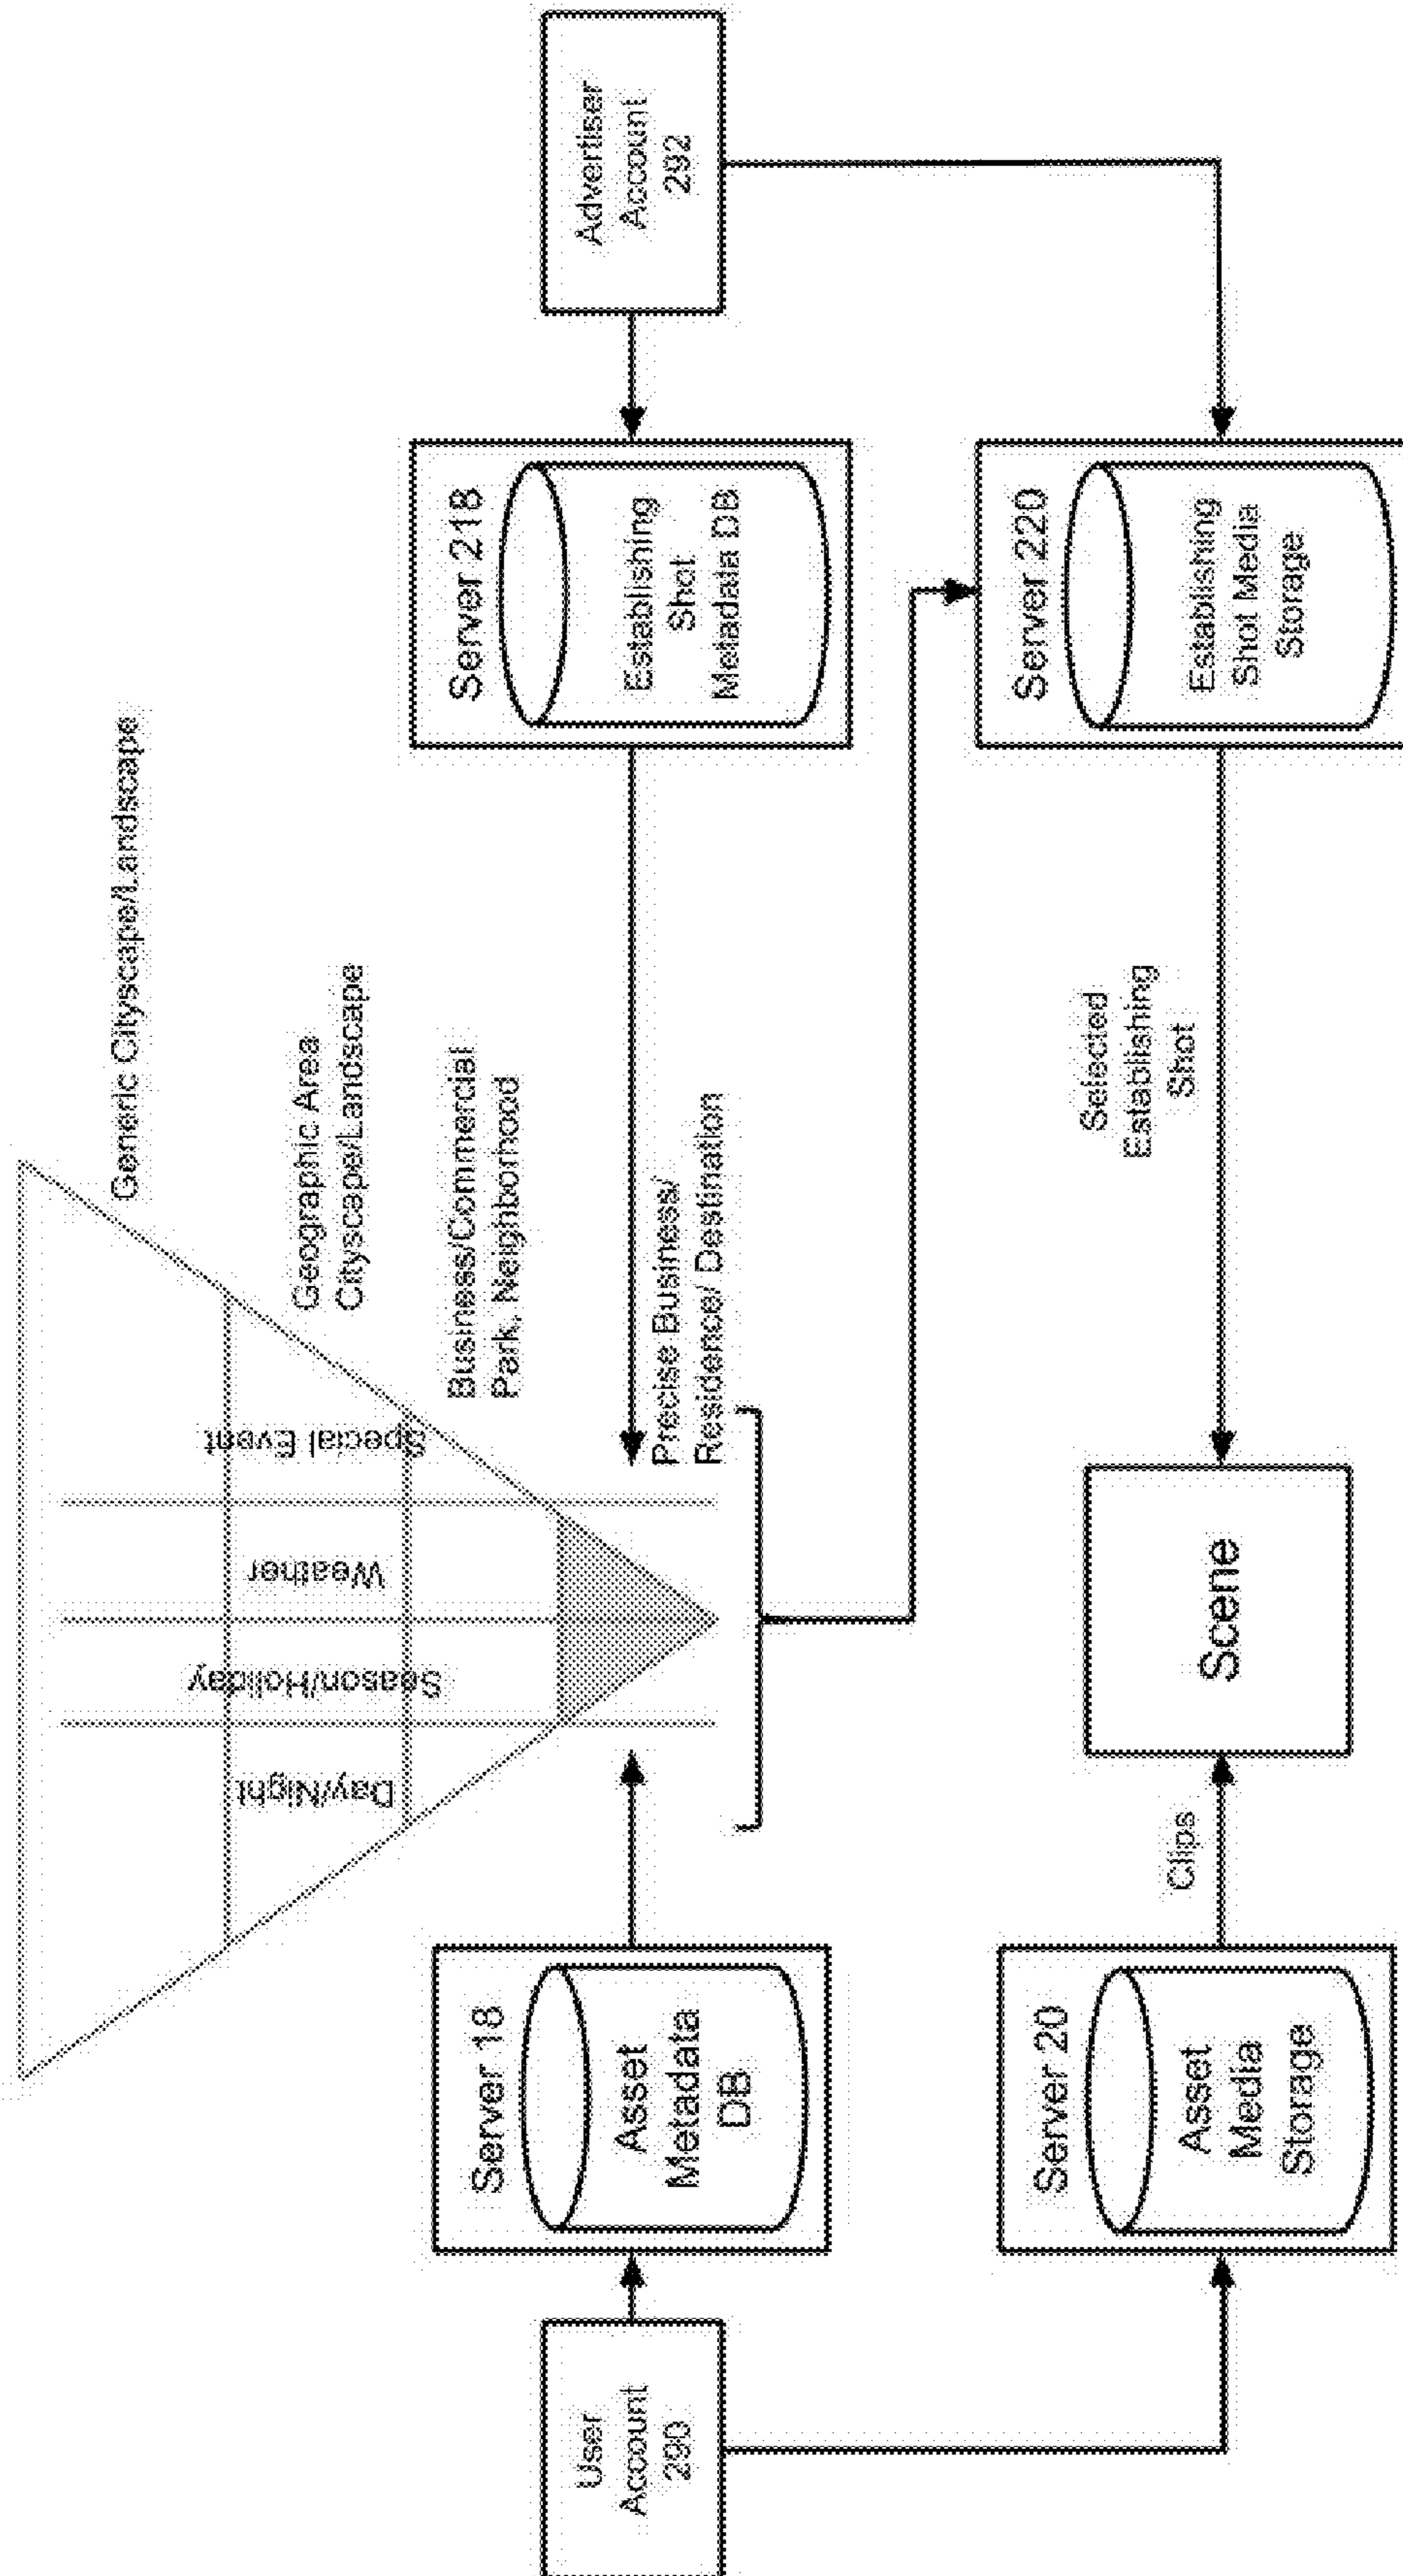 Generic Cityscape/Landscape
Geographic Area
Cityscape/Landscape
Business/Commercial
Park, Neighborhood
Precise Business/
Residence/ Destination
Day/Night
Season/Holiday
Weather
Special Event
User
Account
290
Server 18
Asset
Metadata
DB
Server 218
Establishing
Shot
Metadata DB
Advertiser
Account
292
Server 20
Asset
Media
Storage
Clips
Scene
Selected
Establishing
Shot
Server 220
Establishing
Shot Media
Storage